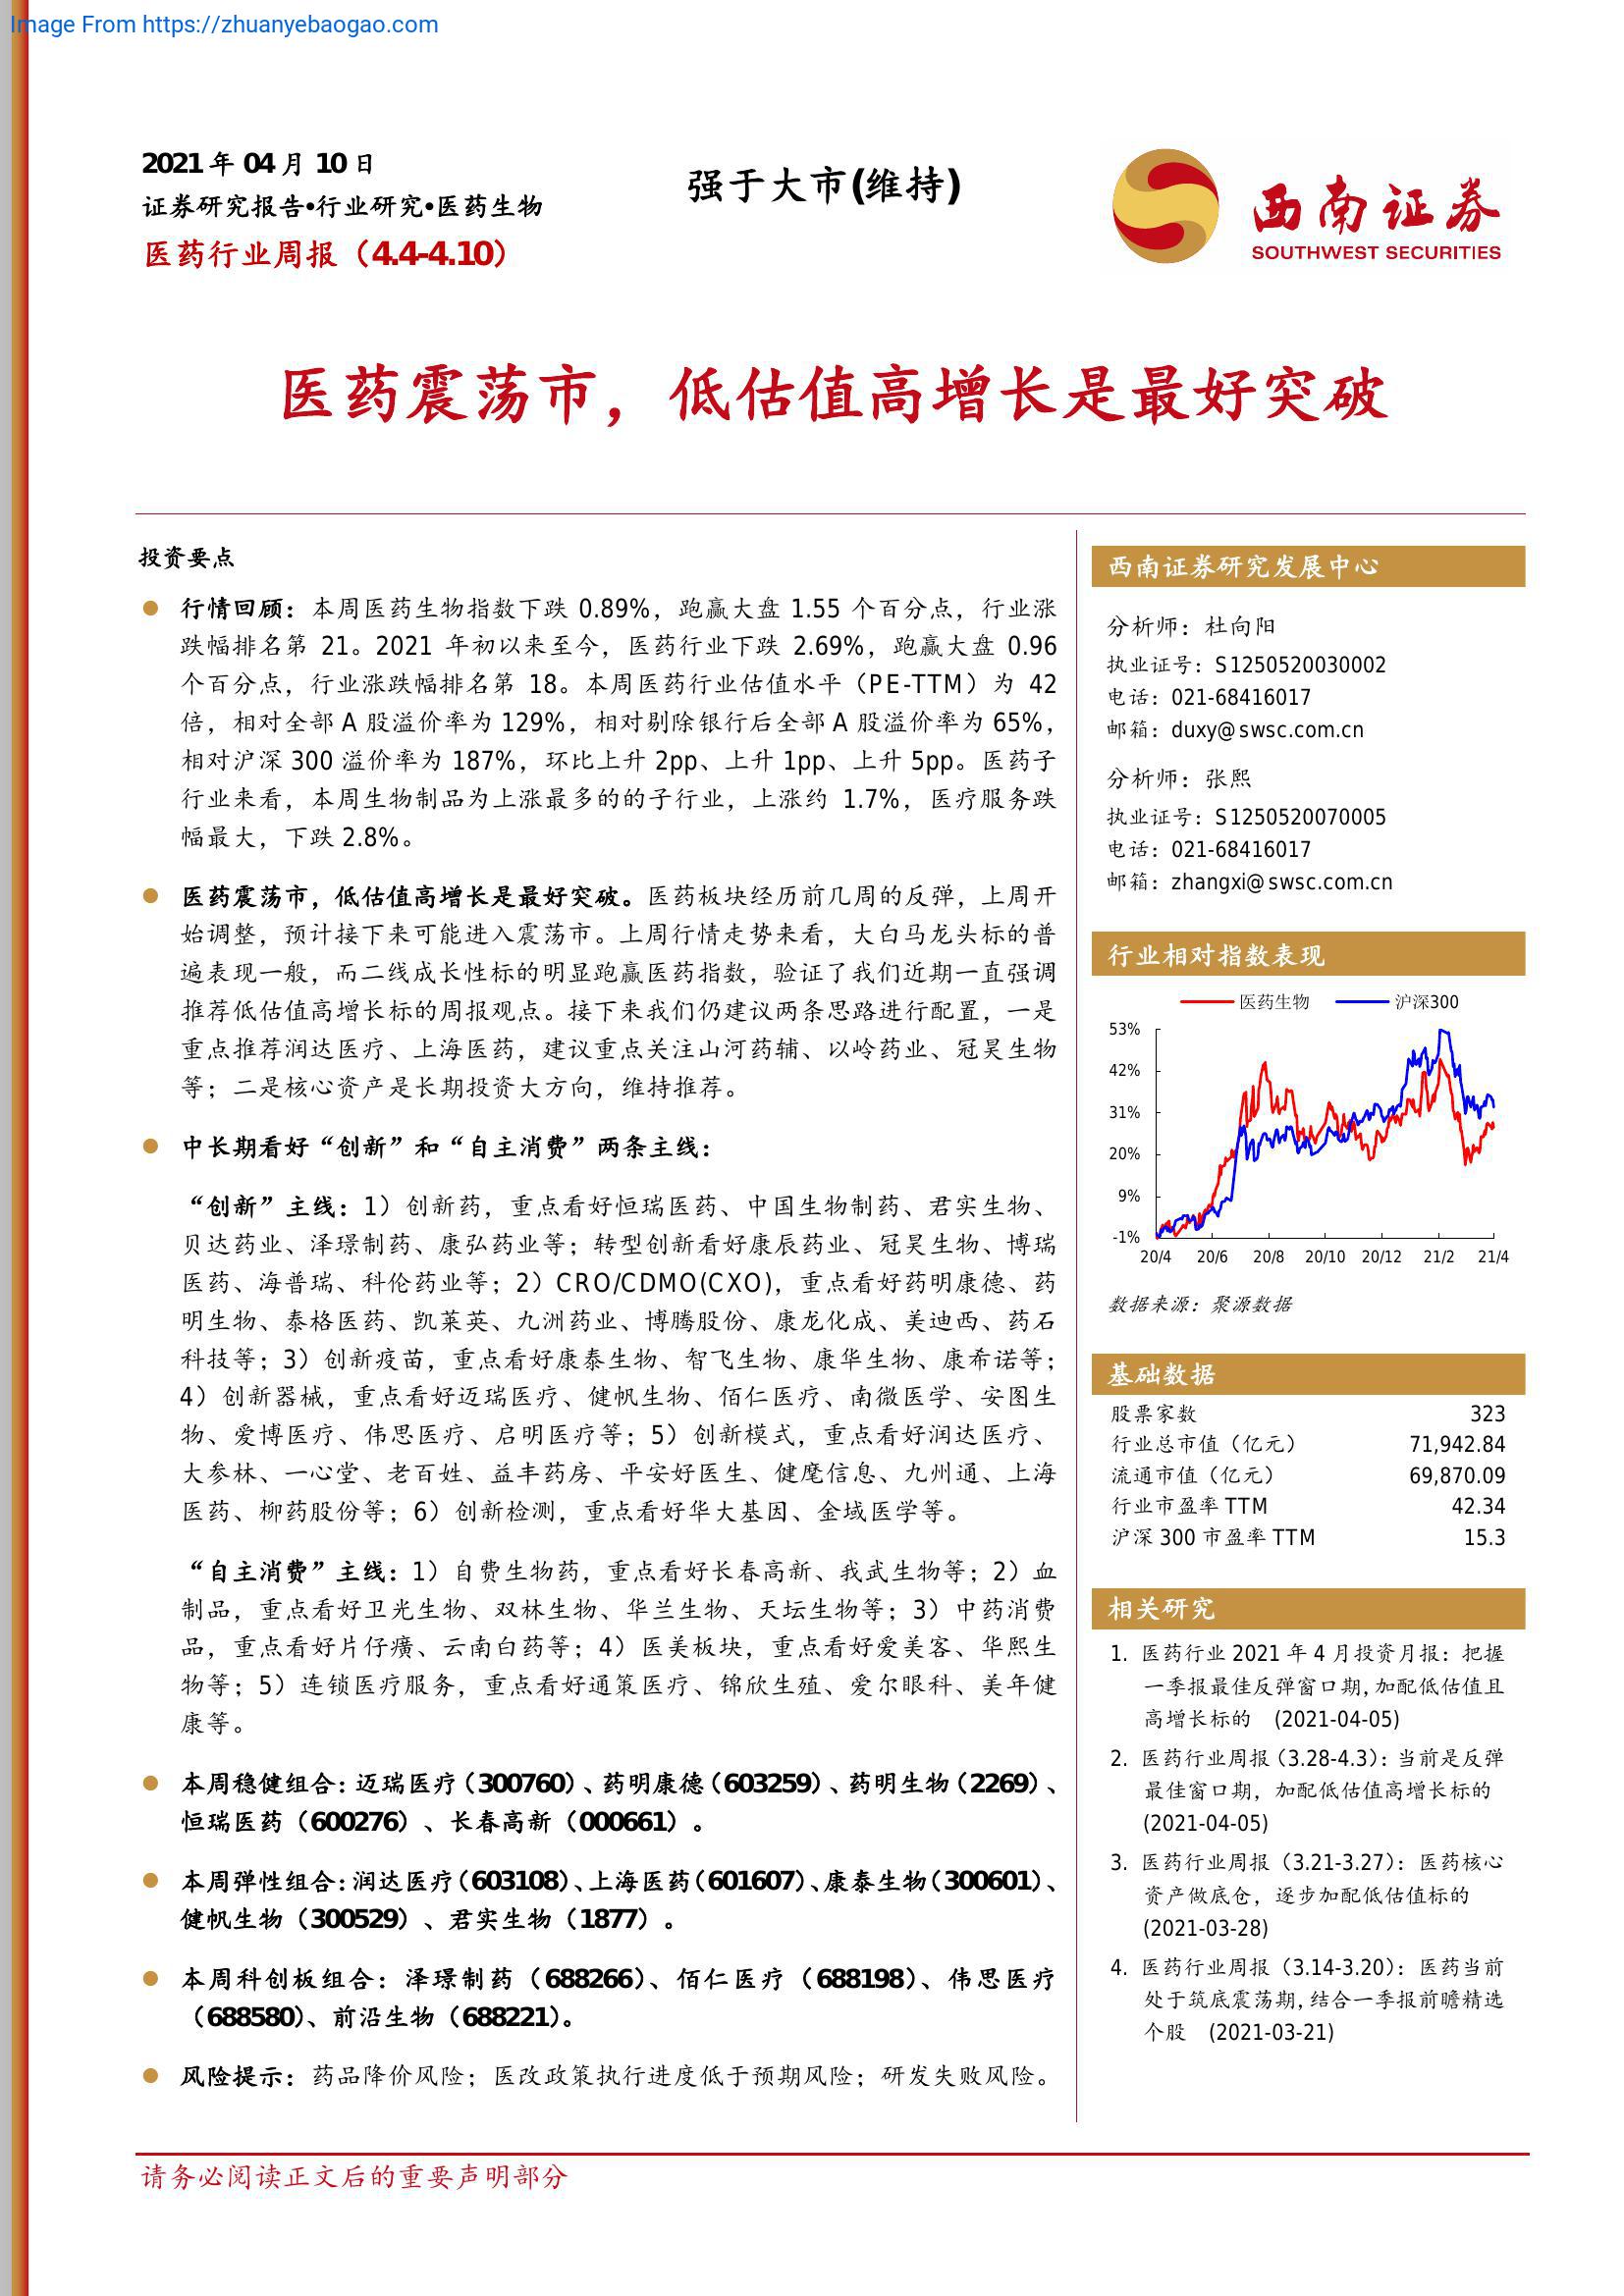 Image From https://zhuanyebaogao.com
2021 年 04 月 10 日
证券研究报告•行业研究•医药生物
医药行业周报（4.4-4.10）
强于大市(维持)
西南证券
SOUTHWEST SECURITIES
医药震荡市，低估值高增长是最好突破
投资要点
行情回顾：本周医药生物指数下跌 0.89%，跑赢大盘 1.55 个百分点，行业涨
跌幅排名第 21。2021 年初以来至今，医药行业下跌 2.69%，跑赢大盘 0.96
个百分点，行业涨跌幅排名第 18。本周医药行业估值水平（PE-TTM）为 42
倍，相对全部 A 股溢价率为 129%，相对剔除银行后全部 A 股溢价率为 65%，
相对沪深 300 溢价率为 187%，环比上升 2pp、上升 1pp、上升 5pp。医药子
行业来看，本周生物制品为上涨最多的的子行业，上涨约 1.7%，医疗服务跌
幅最大，下跌 2.8%。
医药震荡市，低估值高增长是最好突破。医药板块经历前几周的反弹，上周开
始调整，预计接下来可能进入震荡市。上周行情走势来看，大白马龙头标的普
遍表现一般，而二线成长性标的明显跑赢医药指数，验证了我们近期一直强调
推荐低估值高增长标的周报观点。接下来我们仍建议两条思路进行配置，一是
重点推荐润达医疗、上海医药，建议重点关注山河药辅、以岭药业、冠昊生物
等；二是核心资产是长期投资大方向，维持推荐。
中长期看好“创新”和“自主消费”两条主线：
“创新”主线：1）创新药，重点看好恒瑞医药、中国生物制药、君实生物、
贝达药业、泽璟制药、康弘药业等；转型创新看好康辰药业、冠昊生物、博瑞
医药、海普瑞、科伦药业等；2）CRO/CDMO(CXO)，重点看好药明康德、药
明生物、泰格医药、凯莱英、九洲药业、博腾股份、康龙化成、美迪西、药石
科技等；3）创新疫苗，重点看好康泰生物、智飞生物、康华生物、康希诺等；
4）创新器械，重点看好迈瑞医疗、健帆生物、佰仁医疗、南微医学、安图生
物、爱博医疗、伟思医疗、启明医疗等；5）创新模式，重点看好润达医疗、
大参林、一心堂、老百姓、益丰药房、平安好医生、健麾信息、九州通、上海
医药、柳药股份等；6）创新检测，重点看好华大基因、金域医学等。
“自主消费”主线：1）自费生物药，重点看好长春高新、我武生物等；2）血
制品，重点看好卫光生物、双林生物、华兰生物、天坛生物等；3）中药消费
品，重点看好片仔癀、云南白药等；4）医美板块，重点看好爱美客、华熙生
物等；5）连锁医疗服务，重点看好通策医疗、锦欣生殖、爱尔眼科、美年健
康等。
本周稳健组合：迈瑞医疗（300760）、药明康德（603259）、药明生物（2269）、
恒瑞医药（600276）、长春高新（000661）。
本周弹性组合：润达医疗（603108）、上海医药（601607）、康泰生物（300601）、
健帆生物（300529）、君实生物（1877）。
本周科创板组合：泽璟制药（688266）、佰仁医疗（688198）、伟思医疗
（688580）、前沿生物（688221）。
风险提示：药品降价风险；医改政策执行进度低于预期风险；研发失败风险。
西南证券研究发展中心
分析师：杜向阳
执业证号：S1250520030002
电话：021-68416017
邮箱：duxy@swsc.com.cn
分析师：张熙
执业证号：S1250520070005
电话：021-68416017
邮箱：zhangxi@swsc.com.cn
行业相对指数表现
医药生物 沪深300
53%
42%
31%
20%
9%
-1%
20/4 20/6 20/8 20/10 20/12 21/2 21/4
数据来源：聚源数据
基础数据
股票家数 323
行业总市值（亿元） 71,942.84
流通市值（亿元） 69,870.09
行业市盈率 TTM 42.34
沪深 300 市盈率 TTM 15.3
相关研究
1. 医药行业 2021 年 4 月投资月报：把握
一季报最佳反弹窗口期，加配低估值且
高增长标的 (2021-04-05)
2. 医药行业周报（3.28-4.3）：当前是反弹
最佳窗口期，加配低估值高增长标的
(2021-04-05)
3. 医药行业周报（3.21-3.27）：医药核心
资产做底仓，逐步加配低估值标的
(2021-03-28)
4. 医药行业周报（3.14-3.20）：医药当前
处于筑底震荡期，结合一季报前瞻精选
个股 (2021-03-21)
请务必阅读正文后的重要声明部分